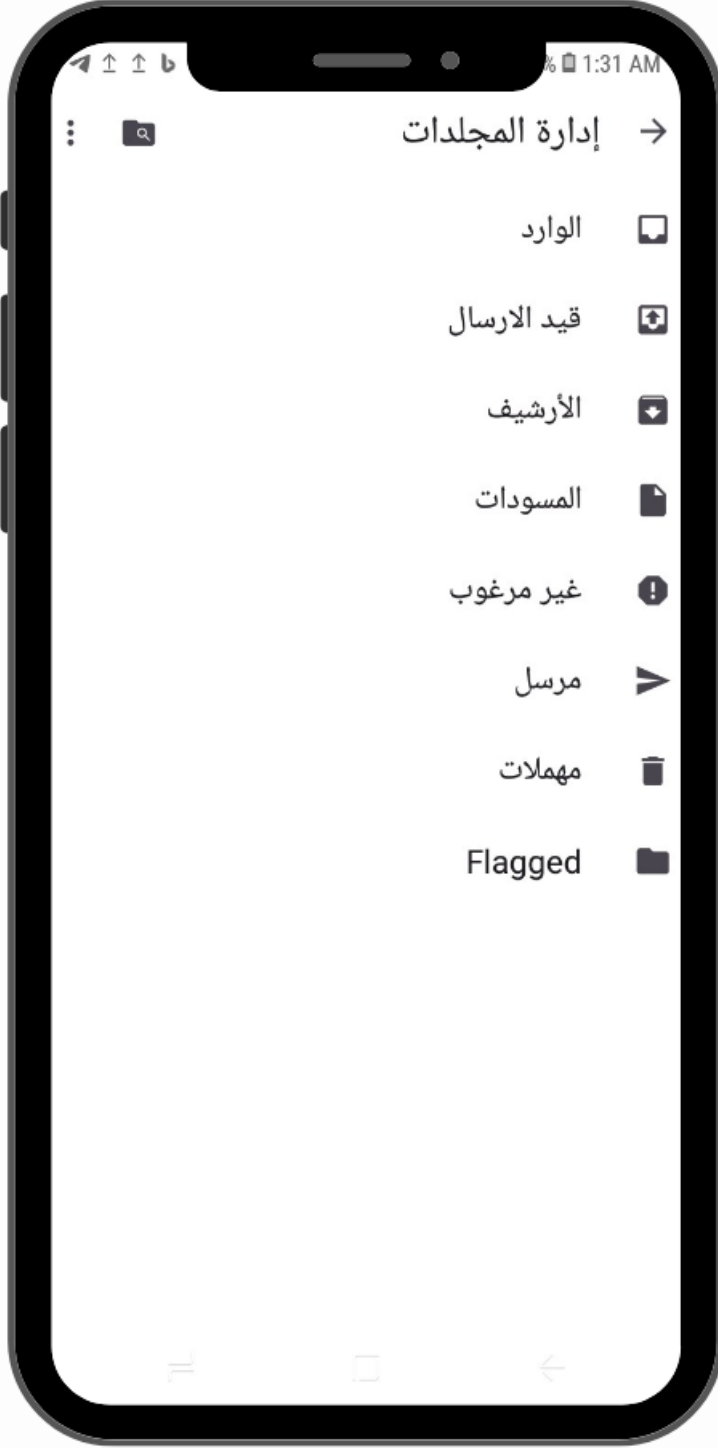 % 1:31 AM
إدارة المجلدات
الوارد
قيد الارسال
الأرشيف
المسودات
غير مرغوب
مرسل
مهملات
Flagged